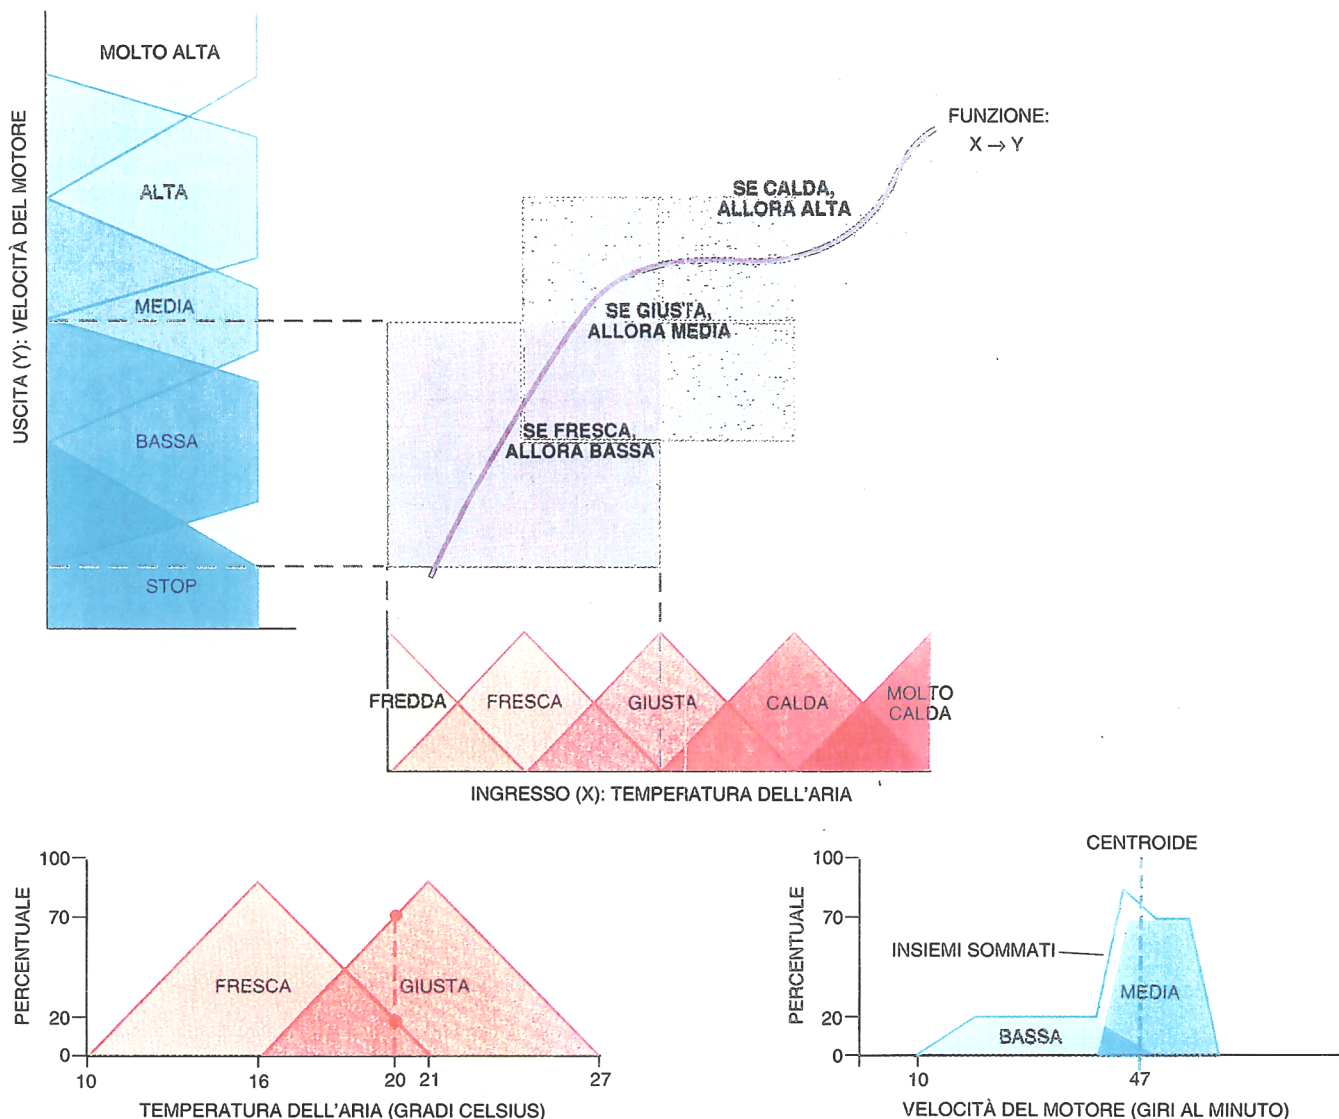 MOLTO ALTA
ALTA
MEDIA
BASSA
STOP
USCITA (Y): VELOCITÀ DEL MOTORE
FUNZIONE:
X → Y
SE CALDA,
ALLORA ALTA
SE GIUSTA,
ALLORA MEDIA
SE FRESCA,
ALLORA BASSA
FREDDA
FRESCA
GIUSTA
CALDA
MOLTO
CALDA
INGRESSO (X): TEMPERATURA DELL'ARIA
PERCENTUALE
100
70
20
0
FRESCA
GIUSTA
10 16 20 21 27
TEMPERATURA DELL'ARIA (GRADI CELSIUS)
CENTROIDE
PERCENTUALE
100
70
20
0
INSIEMI SOMMATI
MEDIA
BASSA
10 47
VELOCITÀ DEL MOTORE (GIRI AL MINUTO)